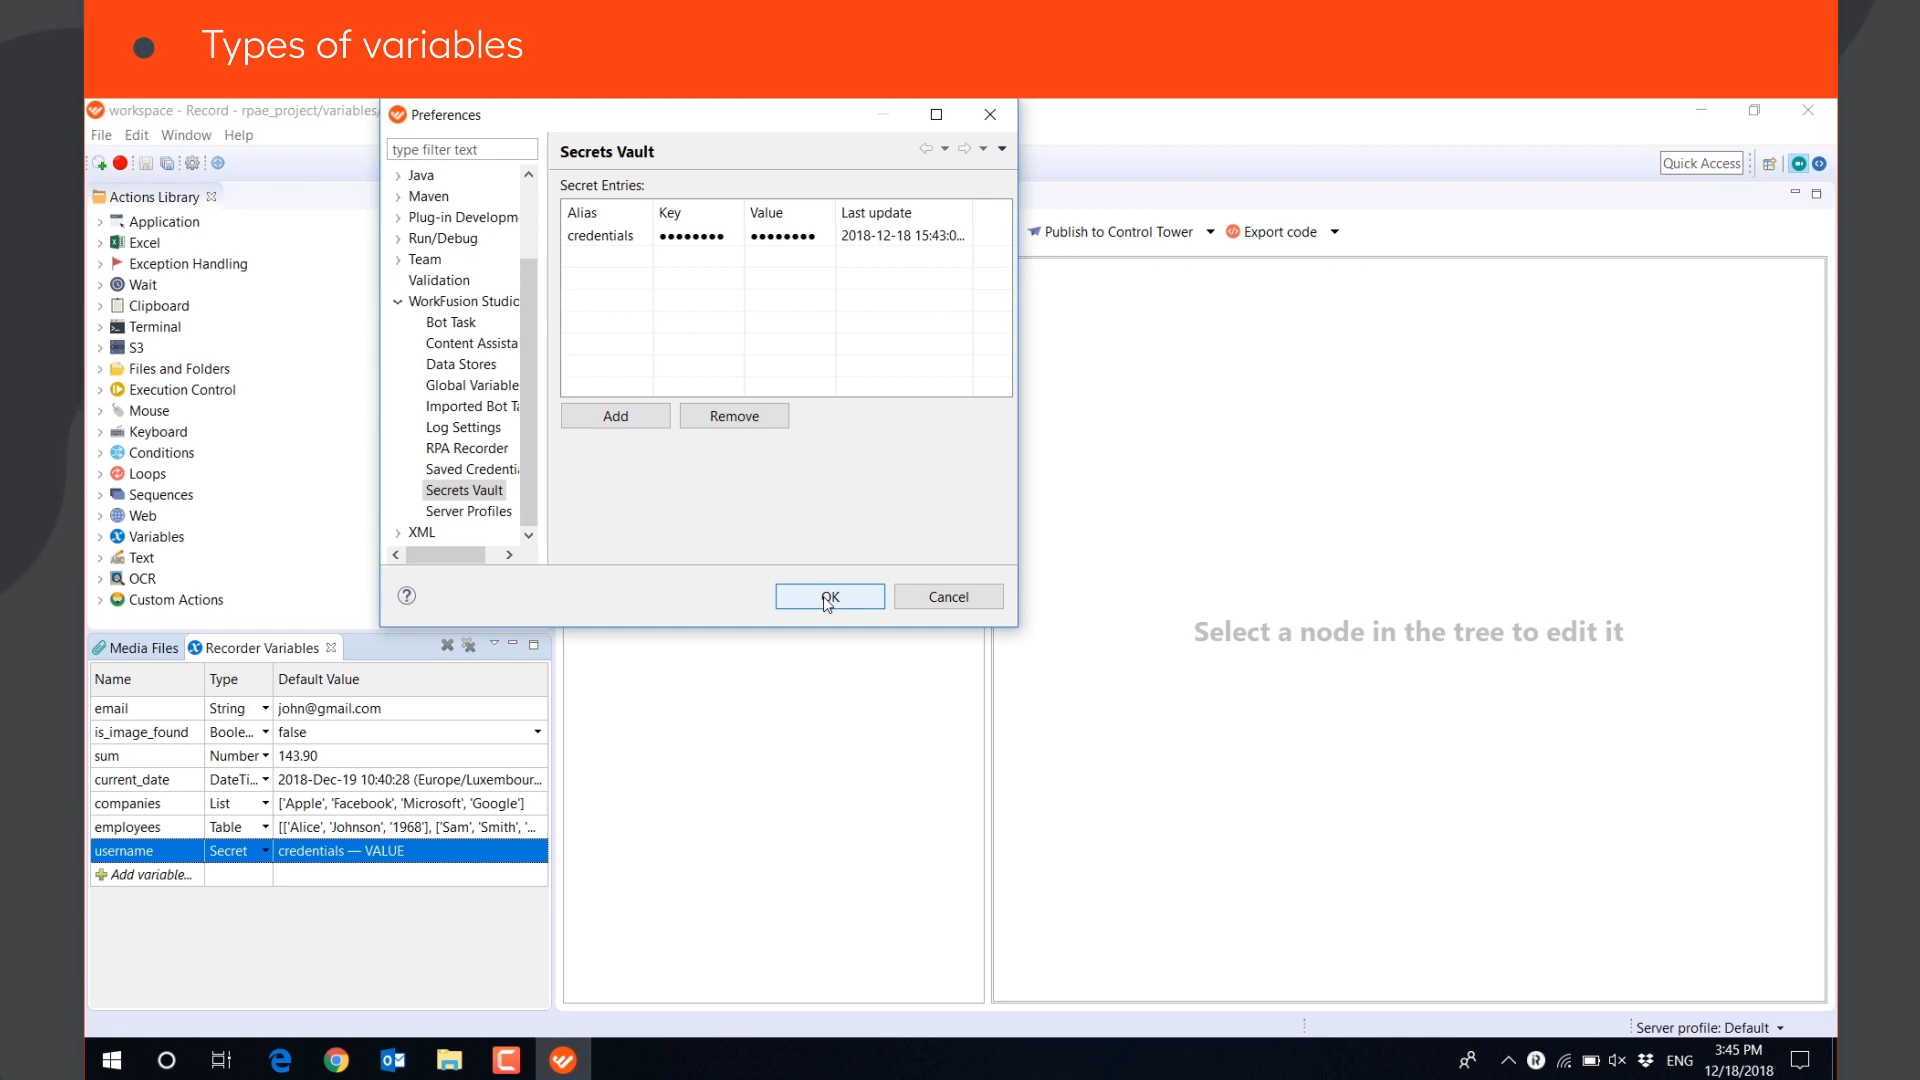 Types of variables
workspace - Record - rpae_project/variables/
File Edit Window Help
Quick Access
Actions Library
Application
Excel
Exception Handling
Wait
Clipboard
Terminal
S3
Files and Folders
Execution Control
Mouse
Keyboard
Conditions
Loops
Sequences
Web
Variables
Text
OCR
Custom Actions
Preferences
type filter text
Java
Maven
Plug-in Developm
Run/Debug
Team
Validation
WorkFusion Studio
Bot Task
Content Assista
Data Stores
Global Variable
Imported Bot Ta
Log Settings
RPA Recorder
Saved Credentia
Secrets Vault
Server Profiles
XML
Secrets Vault
Secret Entries:
Alias Key Value Last update
credentials ●●●●●●●● ●●●●●●●● 2018-12-18 15:43:0...
Add Remove
OK Cancel
Publish to Control Tower Export code
Select a node in the tree to edit it
Media Files Recorder Variables
Name Type Default Value
email String john@gmail.com
is_image_found Boole... false
sum Number 143.90
current_date DateTi... 2018-Dec-19 10:40:28 (Europe/Luxembour...
companies List ['Apple', 'Facebook', 'Microsoft', 'Google']
employees Table [['Alice', 'Johnson', '1968'], ['Sam', 'Smith', '...
username Secret credentials — VALUE
Add variable...
Server profile: Default
ENG
3:45 PM
12/18/2018